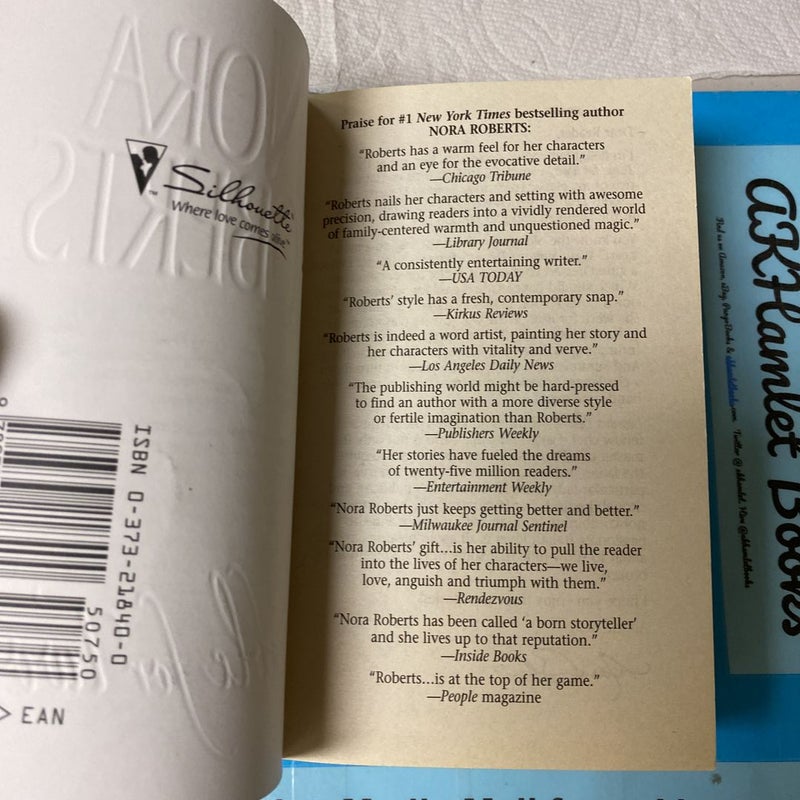 Silhouette
Where love comes alive™
ISBN 0-373-21840-0
50750
> EAN
Praise for #1 New York Times bestselling author
NORA ROBERTS:
“Roberts has a warm feel for her characters
and an eye for the evocative detail.”
—Chicago Tribune
“Roberts nails her characters and setting with awesome
precision, drawing readers into a vividly rendered world
of family-centered warmth and unquestioned magic.”
—Library Journal
“A consistently entertaining writer.”
—USA TODAY
“Roberts’ style has a fresh, contemporary snap.”
—Kirkus Reviews
“Roberts is indeed a word artist, painting her story and
her characters with vitality and verve.”
—Los Angeles Daily News
“The publishing world might be hard-pressed
to find an author with a more diverse style
or fertile imagination than Roberts.”
—Publishers Weekly
“Her stories have fueled the dreams
of twenty-five million readers.”
—Entertainment Weekly
“Nora Roberts just keeps getting better and better.”
—Milwaukee Journal Sentinel
“Nora Roberts’ gift...is her ability to pull the reader
into the lives of her characters—we live,
love, anguish and triumph with them.”
—Rendezvous
“Nora Roberts has been called ‘a born storyteller’
and she lives up to that reputation.”
—Inside Books
“Roberts...is at the top of her game.”
—People magazine
AKHamlet Books